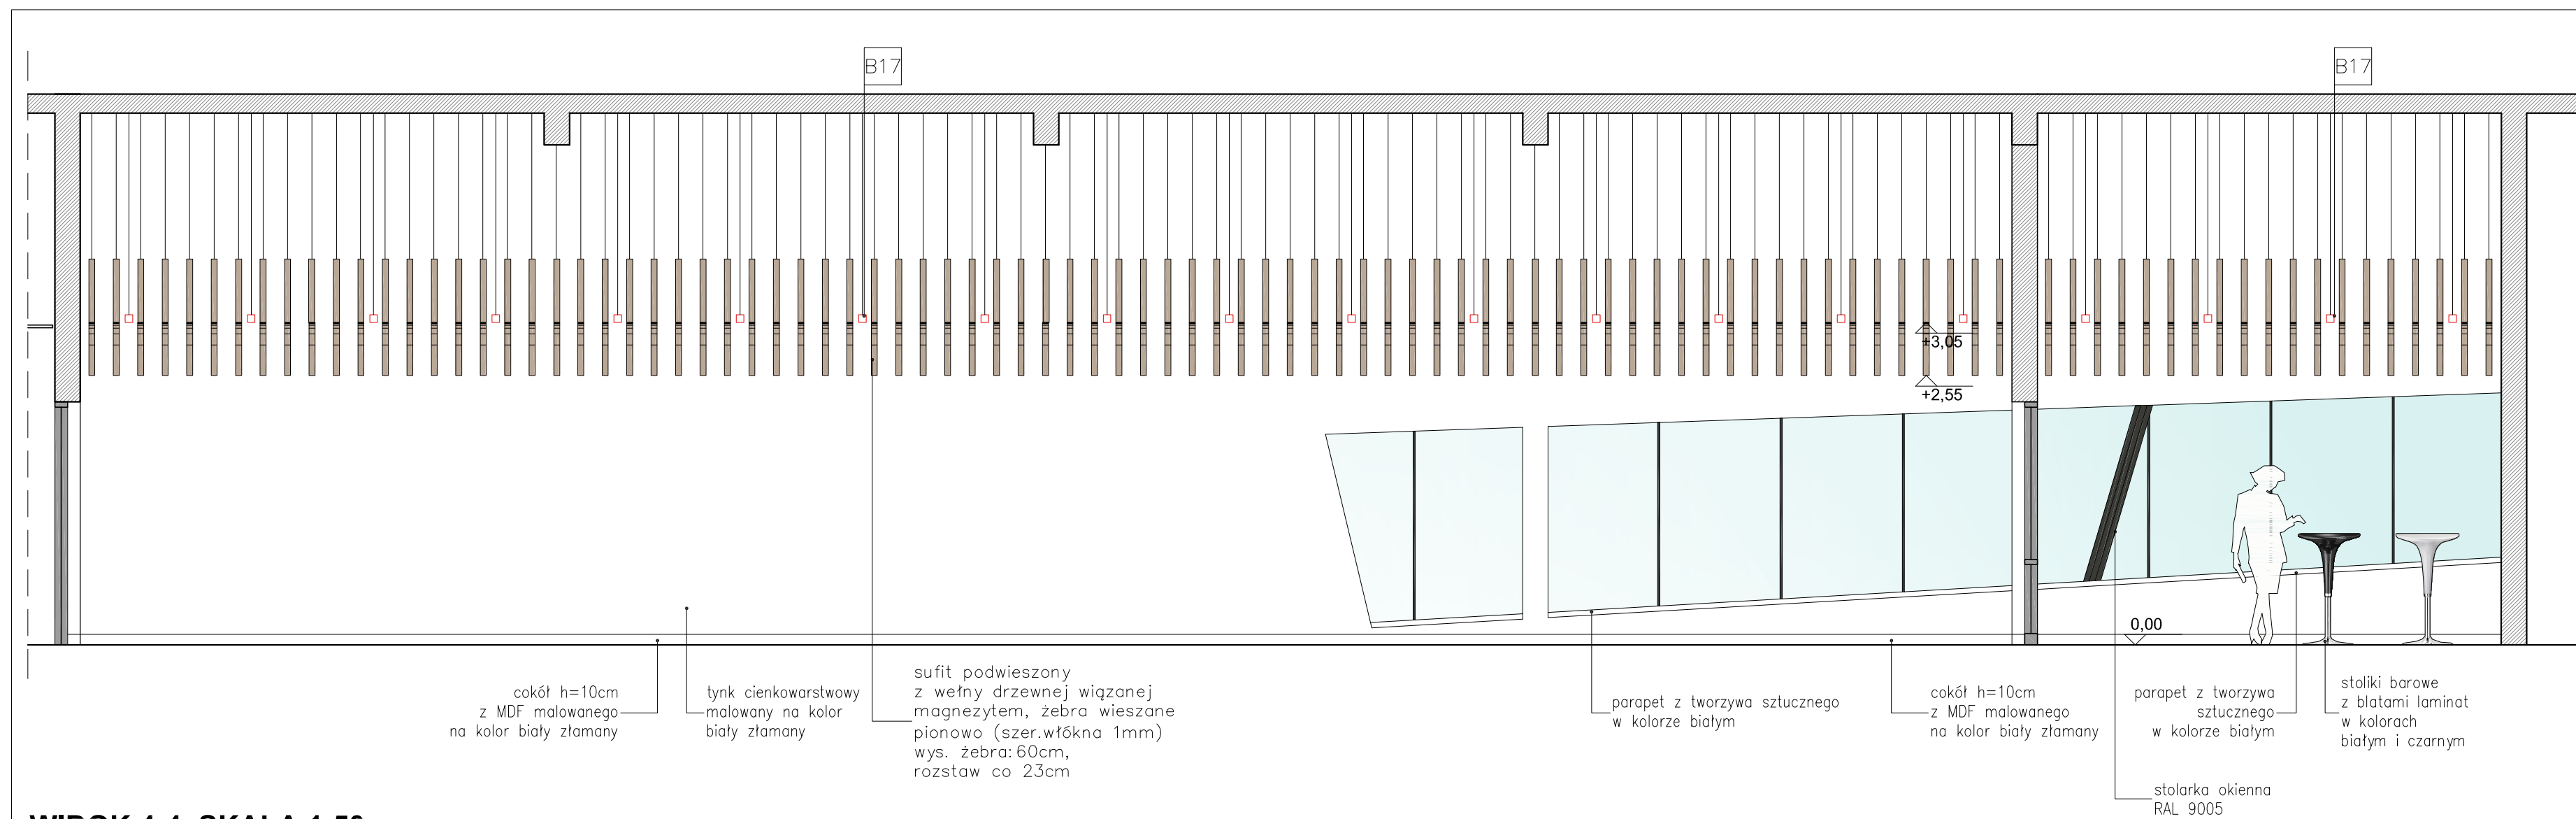 B17
B17
+3,05
+2,55
0,00
cokół h=10cm
z MDF malowanego
na kolor biały złamany
tynk cienkowarstwowy
malowany na kolor
biały złamany
sufit podwieszony
z wełny drzewnej wiązanej
magnezytem, żebra wieszane
pionowo (szer.włókna 1mm)
wys. żebra:60cm,
rozstaw co 23cm
parapet z tworzywa sztucznego
w kolorze białym
cokół h=10cm
z MDF malowanego
na kolor biały złamany
parapet z tworzywa
sztucznego
w kolorze białym
stoliki barowe
z blatami laminat
w kolorach
białym i czarnym
stolarka okienna
RAL 9005